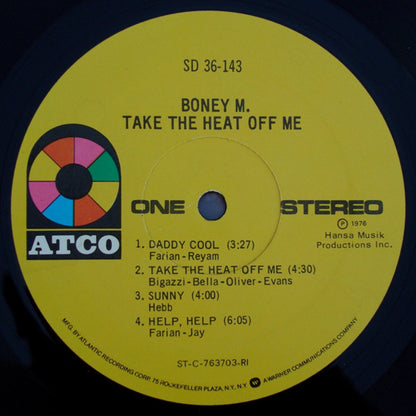 SD 36-143
BONEY M.
TAKE THE HEAT OFF ME
ATCO
ONE
STEREO
℗ 1976
Hansa Musik
Productions Inc.
1. DADDY COOL (3:27)
Farian-Reyam
2. TAKE THE HEAT OFF ME (4:30)
Bigazzi-Bella-Oliver-Evans
3. SUNNY (4:00)
Hebb
4. HELP, HELP (6:05)
Farian-Jay
ST-C-763703-RI
MFG. BY ATLANTIC RECORDING CORP. 75 ROCKEFELLER PLAZA, N.Y., N.Y. A WARNER COMMUNICATIONS COMPANY